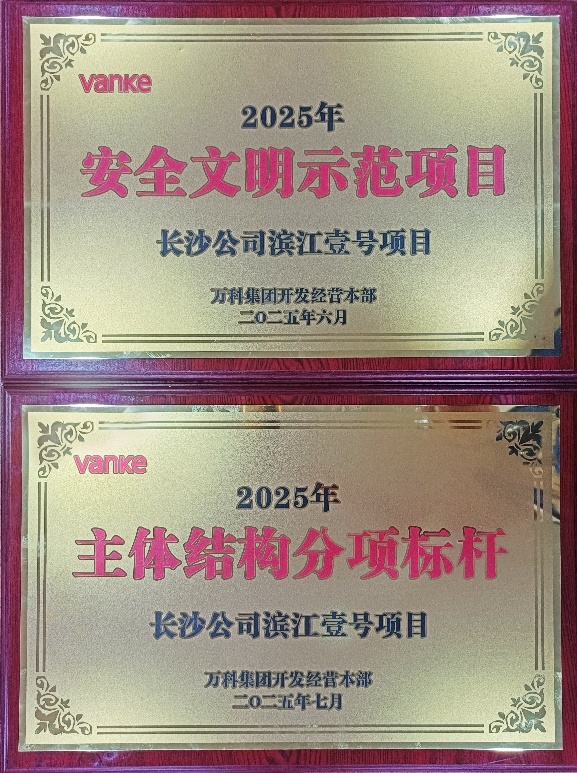 vanke
2025年
安全文明示范项目
长沙公司滨江壹号项目
万科集团开发经营本部
二〇二五年六月
vanke
2025年
主体结构分项标杆
长沙公司滨江壹号项目
万科集团开发经营本部
二〇二五年七月